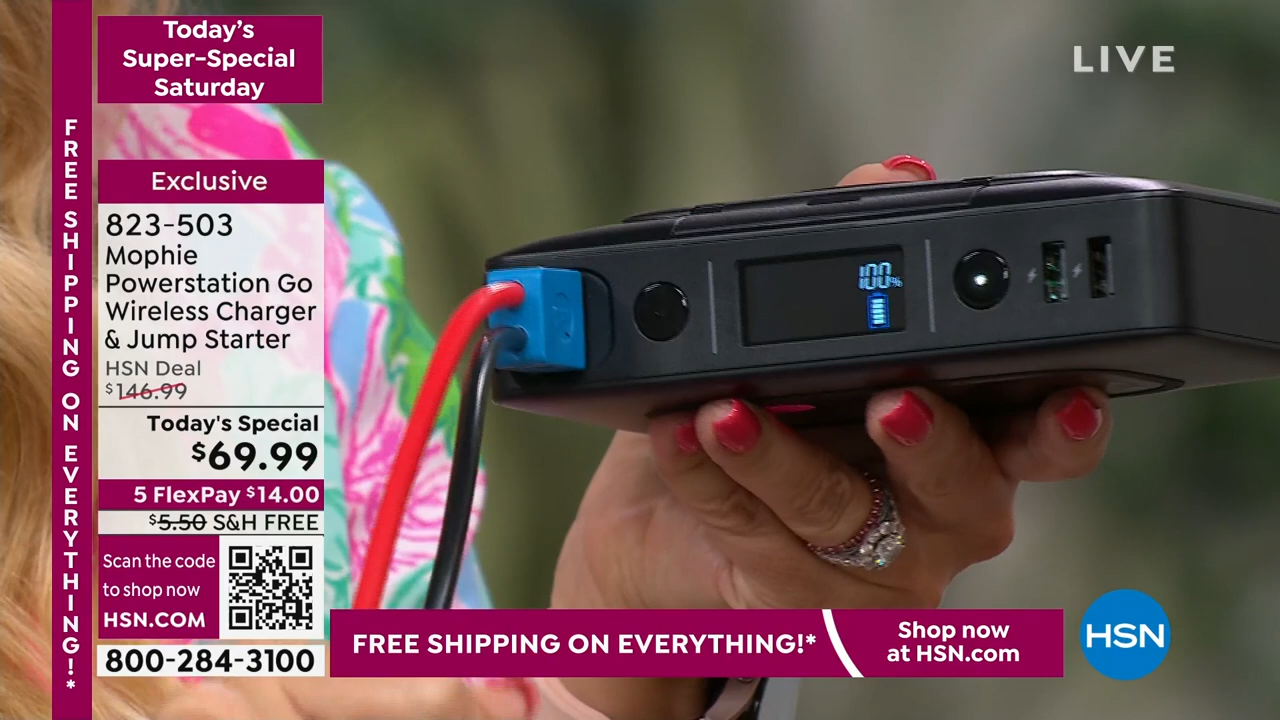 Today's
Super-Special
Saturday
LIVE
FREE SHIPPING ON EVERYTHING!*
Exclusive
823-503
Mophie
Powerstation Go
Wireless Charger
& Jump Starter
HSN Deal
$146.99
Today's Special
$69.99
5 FlexPay $14.00
$5.50 S&H FREE
Scan the code
to shop now
HSN.COM
800-284-3100
100%
FREE SHIPPING ON EVERYTHING!*
Shop now
at HSN.com
HSN